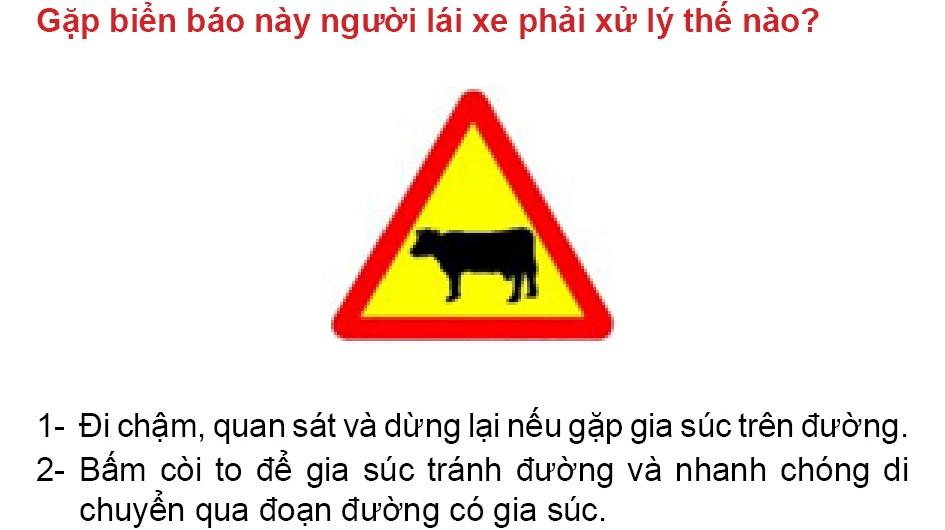 Gặp biển báo này người lái xe phải xử lý thế nào?
1- Đi chậm, quan sát và dừng lại nếu gặp gia súc trên đường.
2- Bấm còi to để gia súc tránh đường và nhanh chóng di
chuyển qua đoạn đường có gia súc.